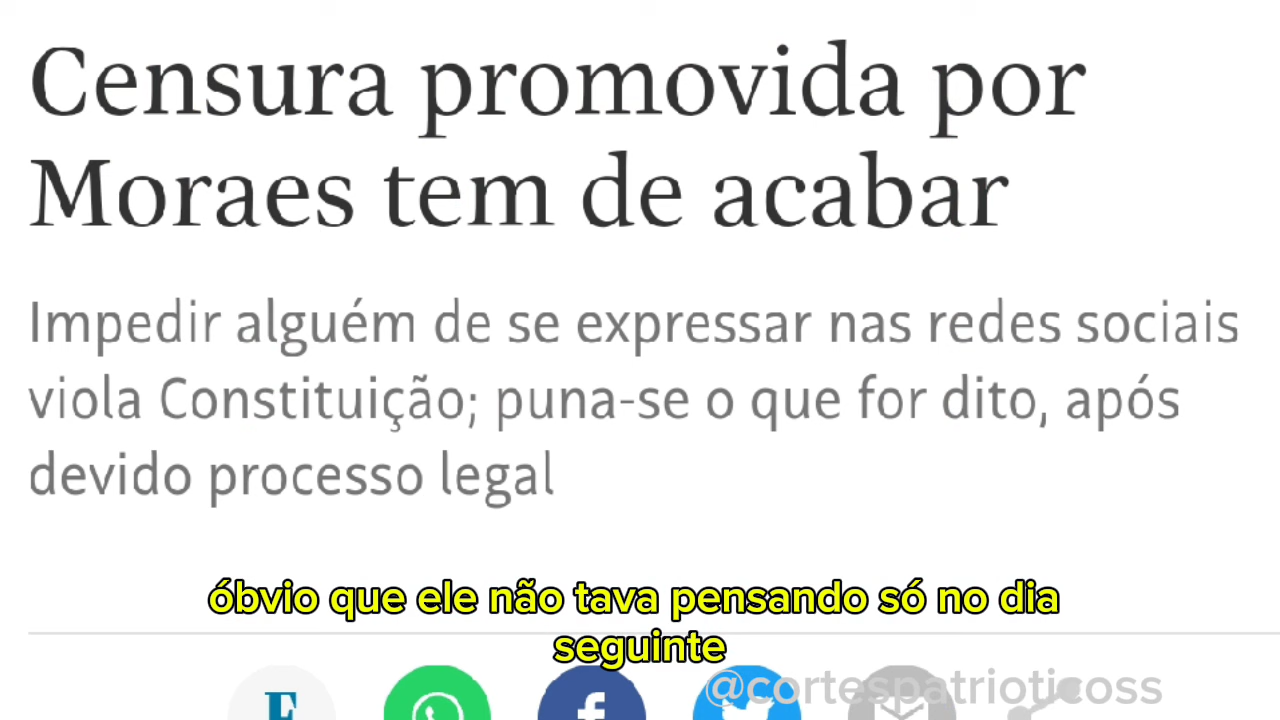 Censura promovida por
Moraes tem de acabar
Impedir alguém de se expressar nas redes sociais
viola Constituição; puna-se o que for dito, após
devido processo legal
óbvio que ele não tava pensando só no dia
seguinte
F
f
@cortespatrioticoss